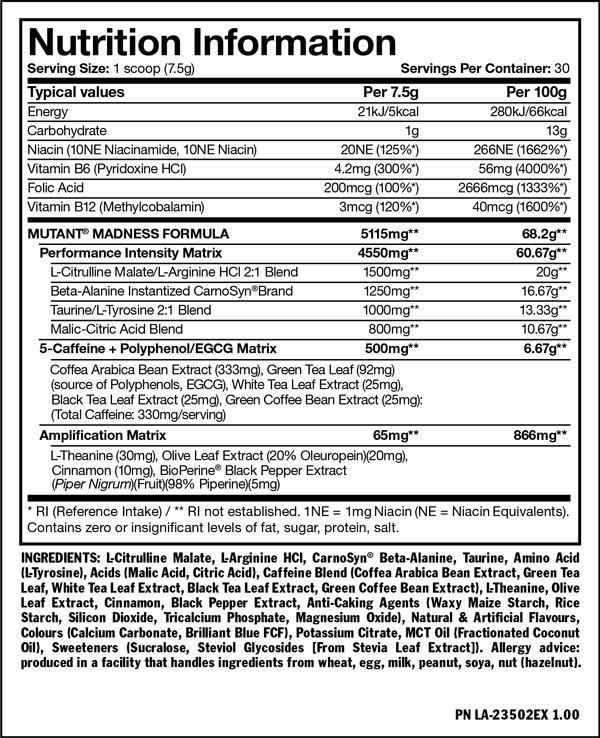 Nutrition Information
Serving Size: 1 scoop (7.5g) Servings Per Container: 30
Typical values Per 7.5g Per 100g
Energy 21kJ/5kcal 280kJ/66kcal
Carbohydrate 1g 13g
Niacin (10NE Niacinamide, 10NE Niacin) 20NE (125%*) 266NE (1662%*)
Vitamin B6 (Pyridoxine HCl) 4.2mg (300%*) 56mg (4000%*)
Folic Acid 200mcg (100%*) 2666mcg (1333%*)
Vitamin B12 (Methylcobalamin) 3mcg (120%*) 40mcg (1600%*)
MUTANT® MADNESS FORMULA 5115mg** 68.2g**
Performance Intensity Matrix 4550mg** 60.67g**
L-Citrulline Malate/L-Arginine HCl 2:1 Blend 1500mg** 20g**
Beta-Alanine Instantized CarnoSyn®Brand 1250mg** 16.67g**
Taurine/L-Tyrosine 2:1 Blend 1000mg** 13.33g**
Malic-Citric Acid Blend 800mg** 10.67g**
5-Caffeine + Polyphenol/EGCG Matrix 500mg** 6.67g**
Coffea Arabica Bean Extract (333mg), Green Tea Leaf (92mg)
(source of Polyphenols, EGCG), White Tea Leaf Extract (25mg),
Black Tea Leaf Extract (25mg), Green Coffee Bean Extract (25mg):
(Total Caffeine: 330mg/serving)
Amplification Matrix 65mg** 866mg**
L-Theanine (30mg), Olive Leaf Extract (20% Oleuropein)(20mg),
Cinnamon (10mg), BioPerine® Black Pepper Extract
(Piper Nigrum)(Fruit)(98% Piperine)(5mg)
* RI (Reference Intake) / ** RI not established. 1NE = 1mg Niacin (NE = Niacin Equivalents).
Contains zero or insignificant levels of fat, sugar, protein, salt.
INGREDIENTS: L-Citrulline Malate, L-Arginine HCl, CarnoSyn® Beta-Alanine, Taurine, Amino Acid
(L-Tyrosine), Acids (Malic Acid, Citric Acid), Caffeine Blend (Coffea Arabica Bean Extract, Green Tea
Leaf, White Tea Leaf Extract, Black Tea Leaf Extract, Green Coffee Bean Extract), L-Theanine, Olive
Leaf Extract, Cinnamon, Black Pepper Extract, Anti-Caking Agents (Waxy Maize Starch, Rice
Starch, Silicon Dioxide, Tricalcium Phosphate, Magnesium Oxide), Natural & Artificial Flavours,
Colours (Calcium Carbonate, Brilliant Blue FCF), Potassium Citrate, MCT Oil (Fractionated Coconut
Oil), Sweeteners (Sucralose, Steviol Glycosides [From Stevia Leaf Extract]). Allergy advice:
produced in a facility that handles ingredients from wheat, egg, milk, peanut, soya, nut (hazelnut).
PN LA-23502EX 1.00